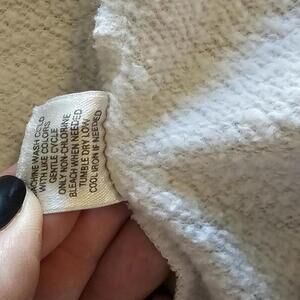 MACHINE WASH COLD
WITH LIKE COLORS
GENTLE CYCLE
ONLY NON-CHLORINE
BLEACH WHEN NEEDED
TUMBLE DRY LOW
COOL IRON IF NEEDED